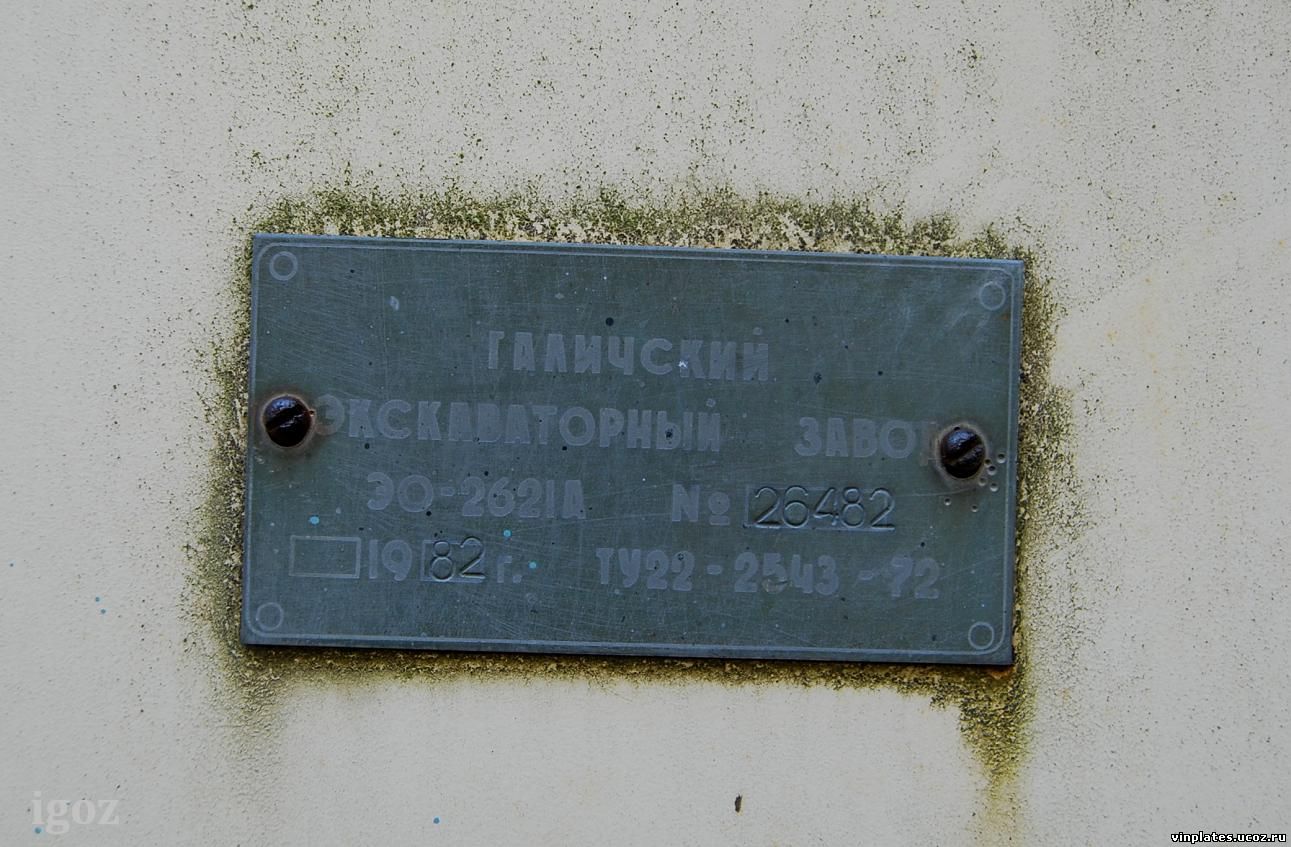 ГАЛИЧСКИЙ
ЭКСКАВАТОРНЫЙ ЗАВОД
ЭО-2621А № 26482
1982 г. ТУ22-2543-72
igoz
vinplates.ucoz.ru